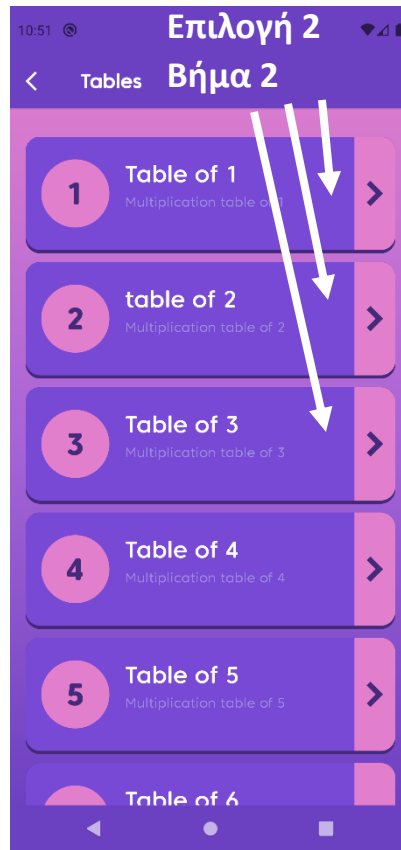 10:51
Επιλογή 2
Tables
Βήμα 2
1
Table of 1
Multiplication table of 1
2
table of 2
Multiplication table of 2
3
Table of 3
Multiplication table of 3
4
Table of 4
Multiplication table of 4
5
Table of 5
Multiplication table of 5
Table of 6